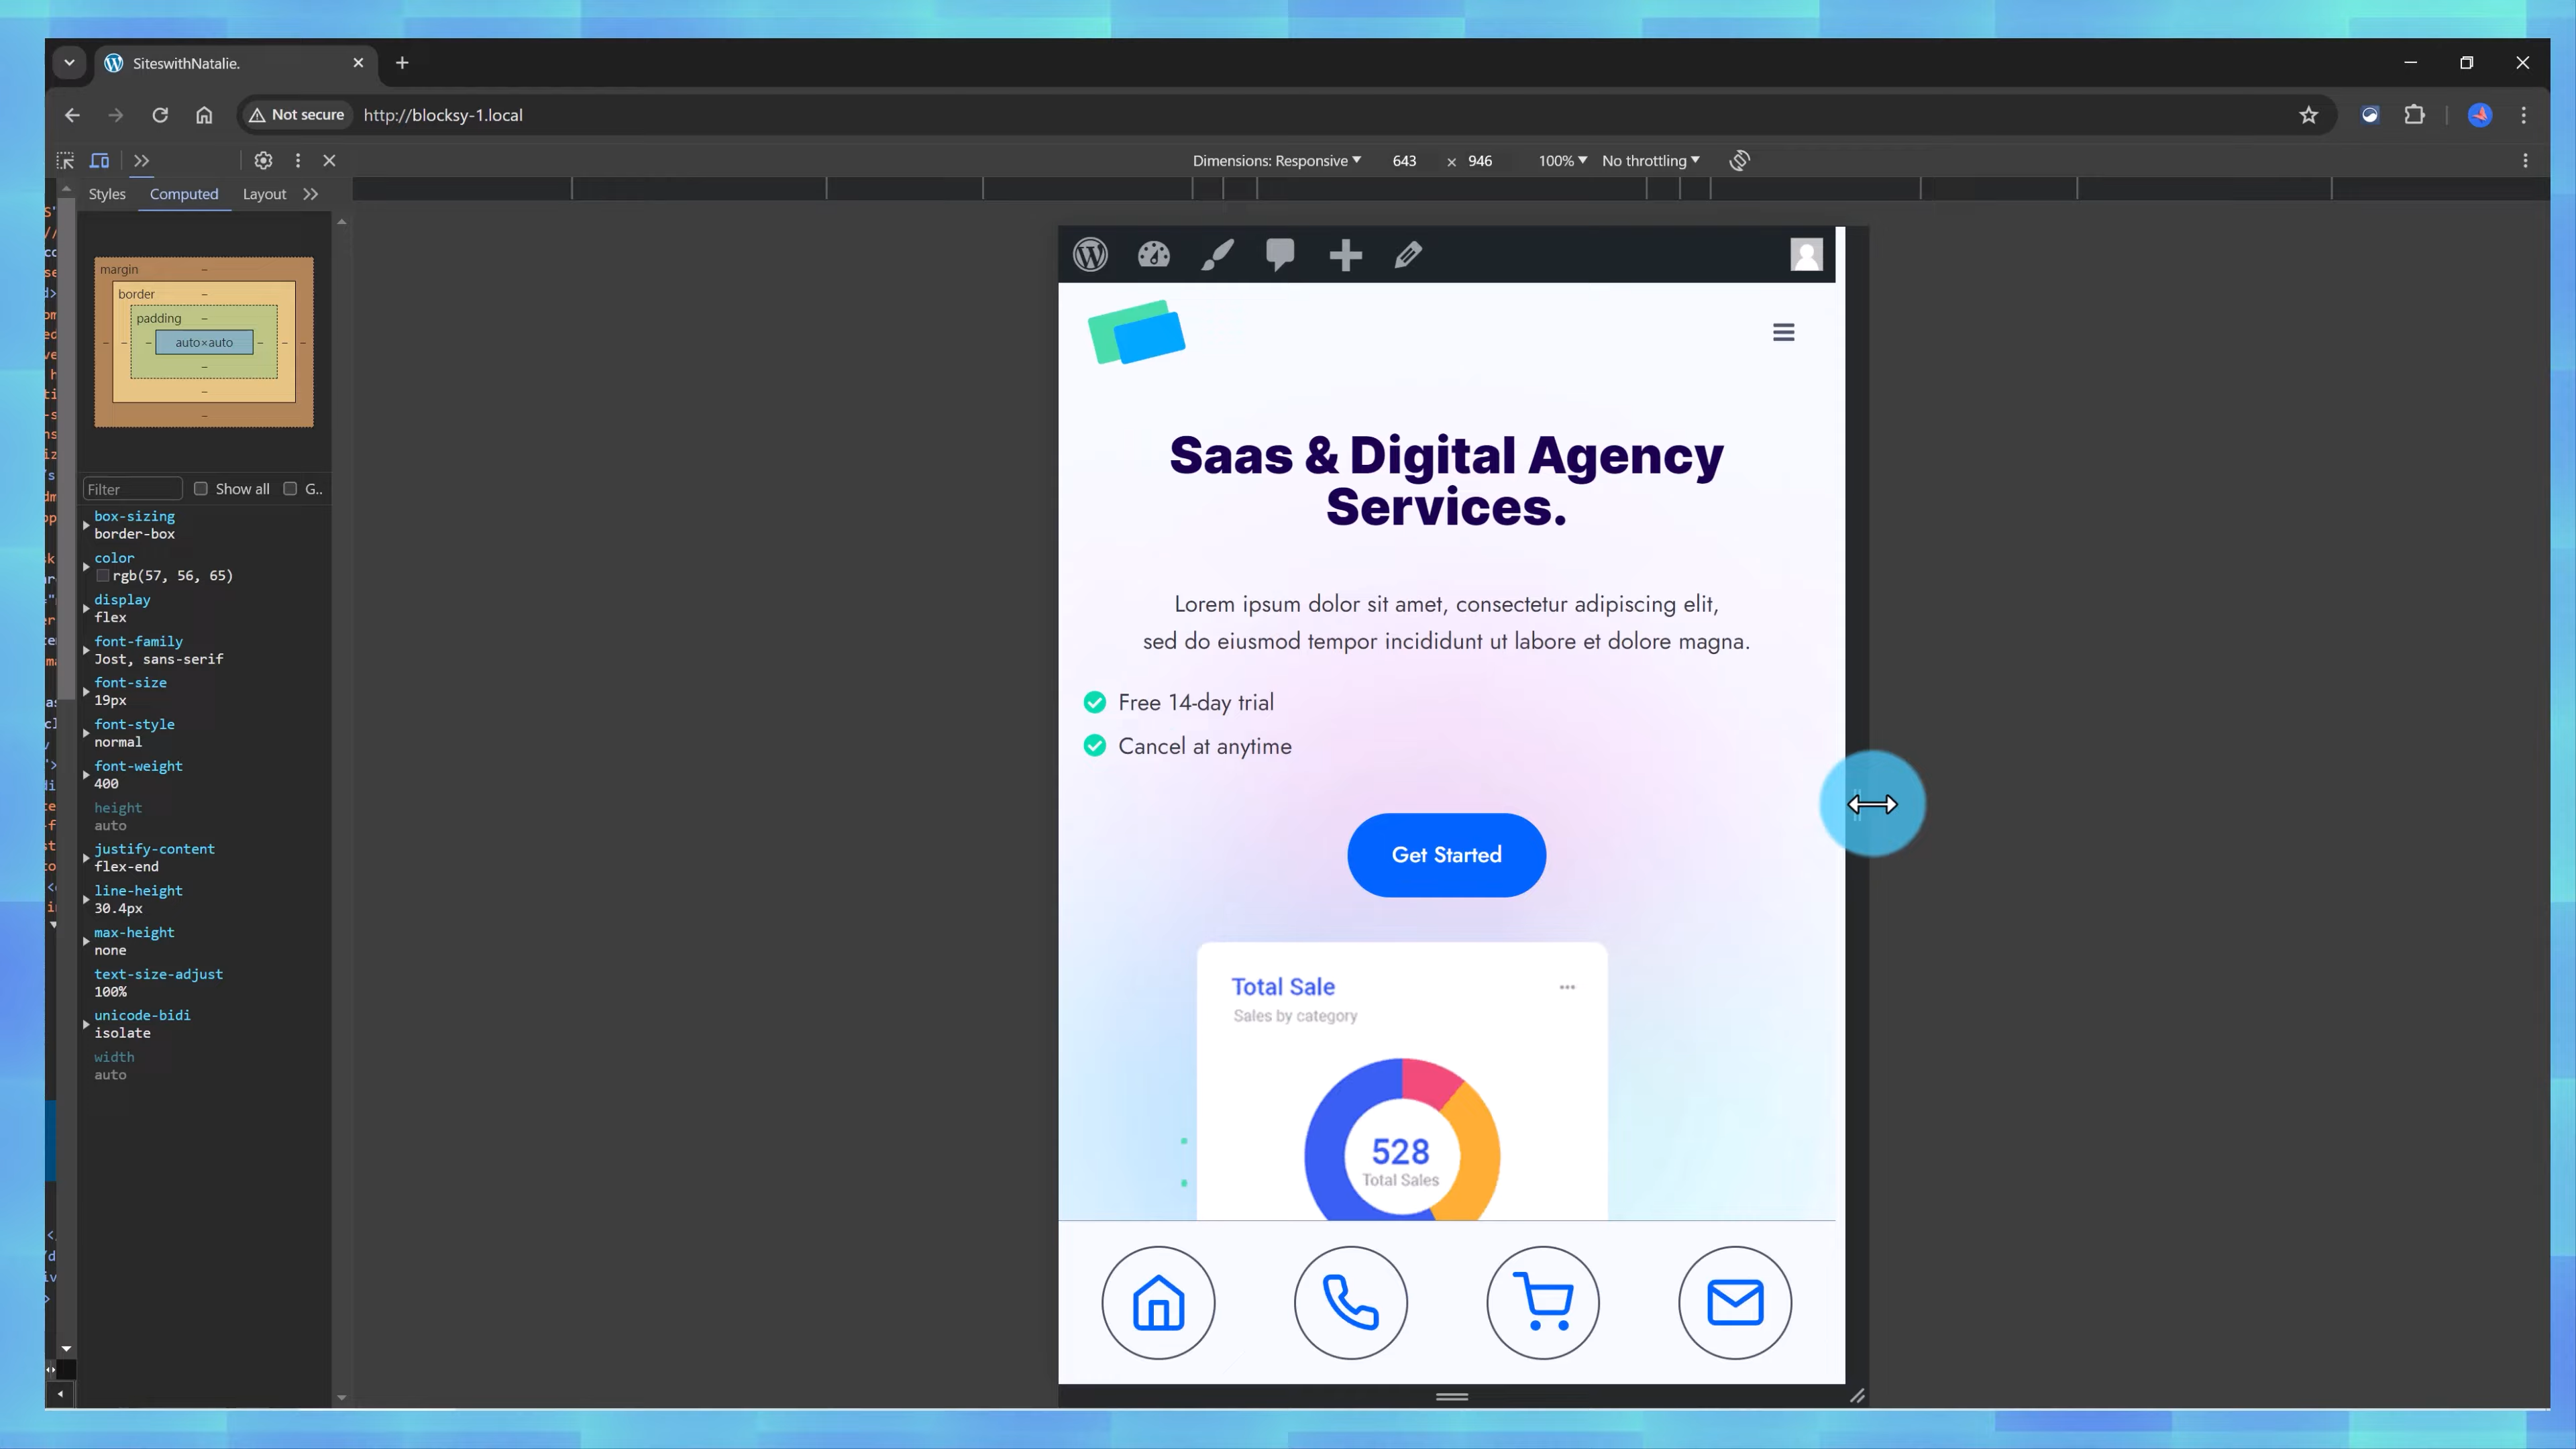 SiteswithNatalie.
Not secure
http://blocksy-1.local
Dimensions: Responsive 643 × 946 100% No throttling
Styles Computed Layout
margin –
border –
padding –
– – – auto×auto – – –
–
–
–
Filter Show all G..
box-sizing
border-box
color
rgb(57, 56, 65)
display
flex
font-family
Jost, sans-serif
font-size
19px
font-style
normal
font-weight
400
height
auto
justify-content
flex-end
line-height
30.4px
max-height
none
text-size-adjust
100%
unicode-bidi
isolate
width
auto
Saas & Digital Agency
Services.
Lorem ipsum dolor sit amet, consectetur adipiscing elit,
sed do eiusmod tempor incididunt ut labore et dolore magna.
Free 14-day trial
Cancel at anytime
Get Started
Total Sale
Sales by category
528
Total Sales